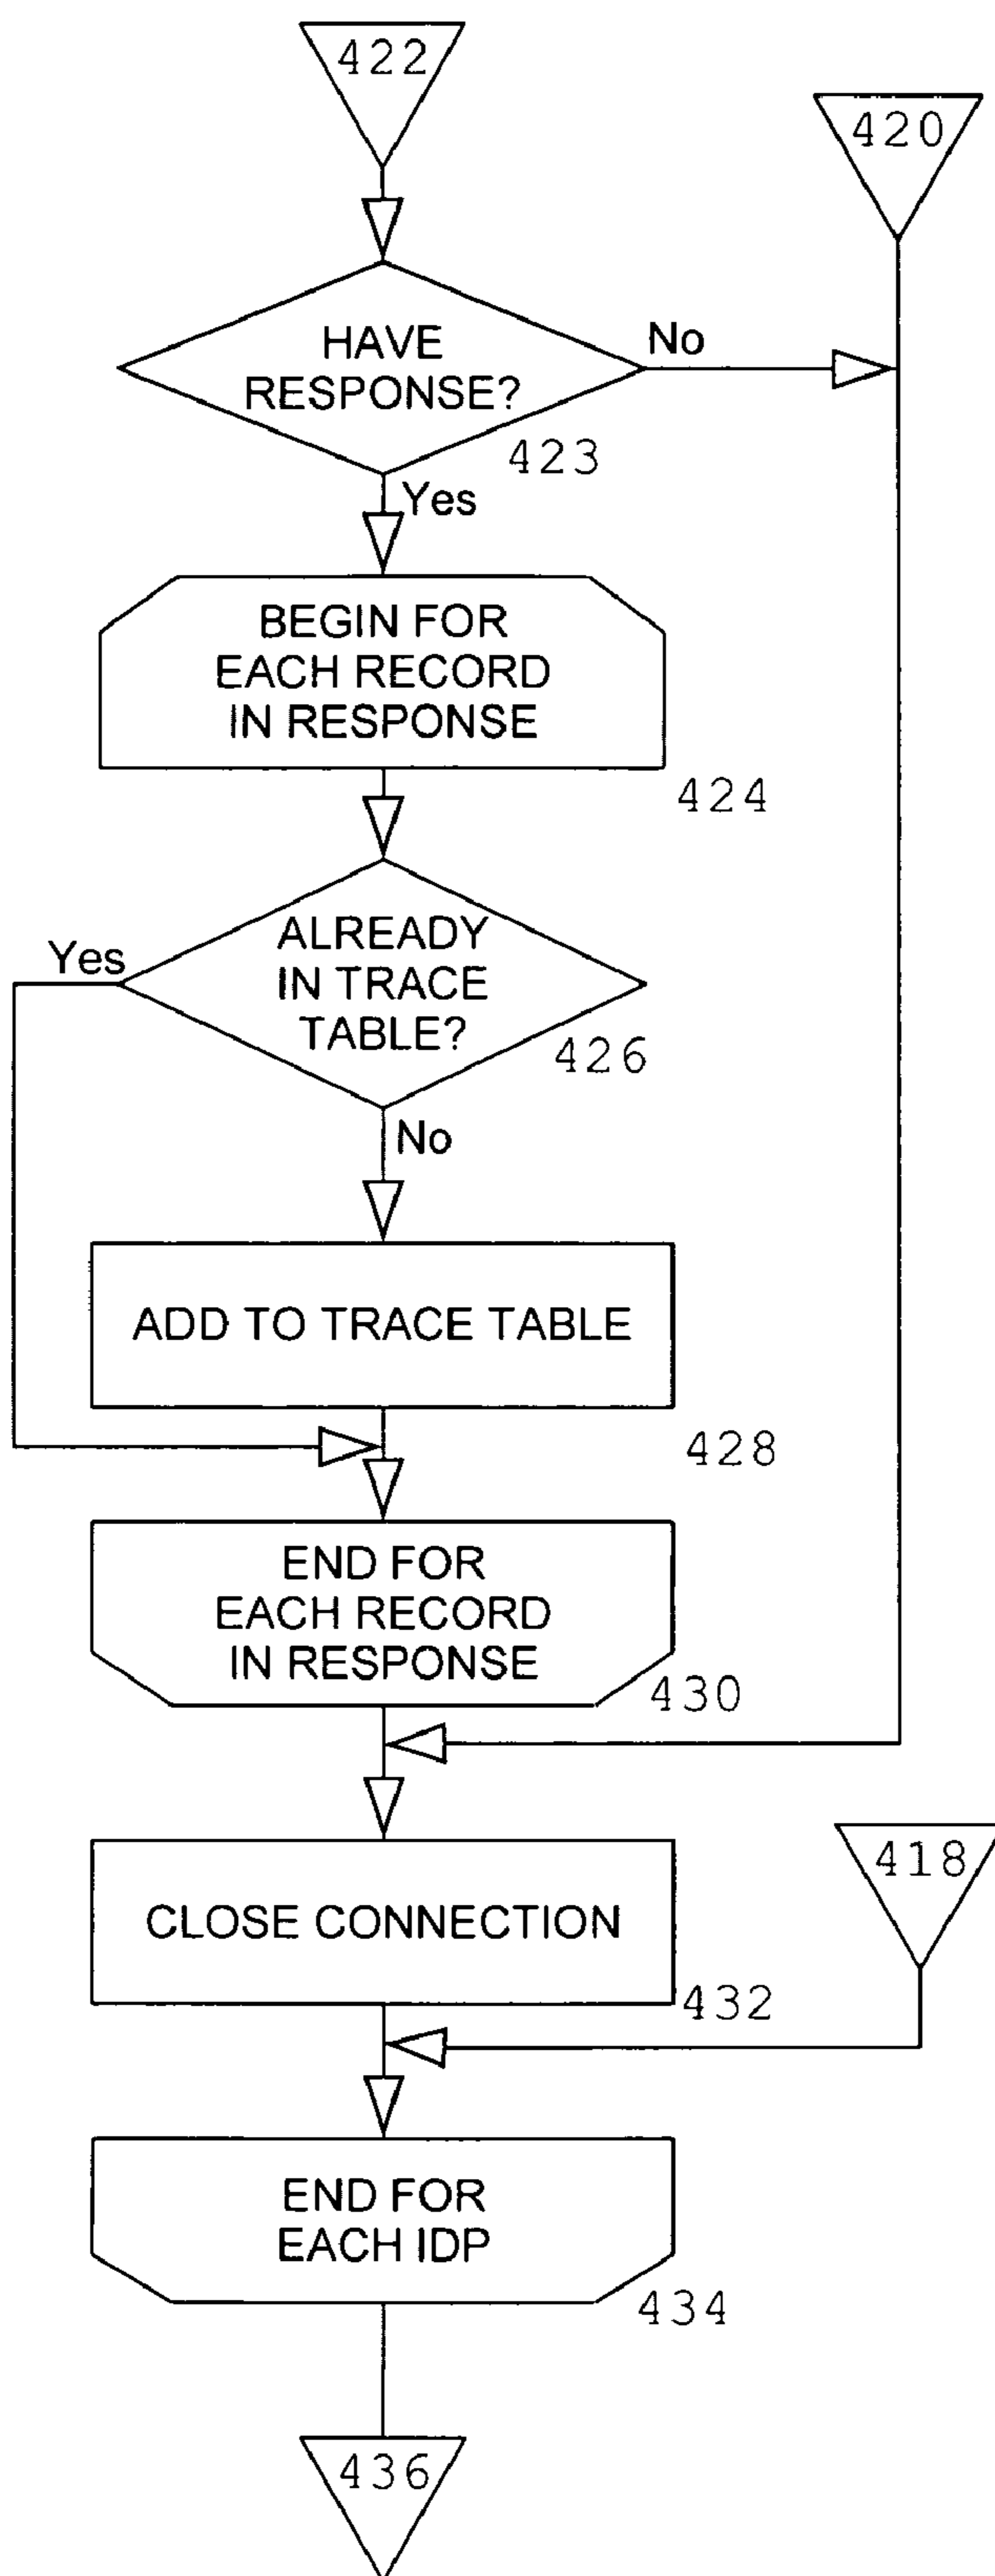 422
420
HAVE
RESPONSE?
No
423
Yes
BEGIN FOR
EACH RECORD
IN RESPONSE
424
ALREADY
IN TRACE
TABLE?
Yes
426
No
ADD TO TRACE TABLE
428
END FOR
EACH RECORD
IN RESPONSE
430
418
CLOSE CONNECTION
432
END FOR
EACH IDP
434
436